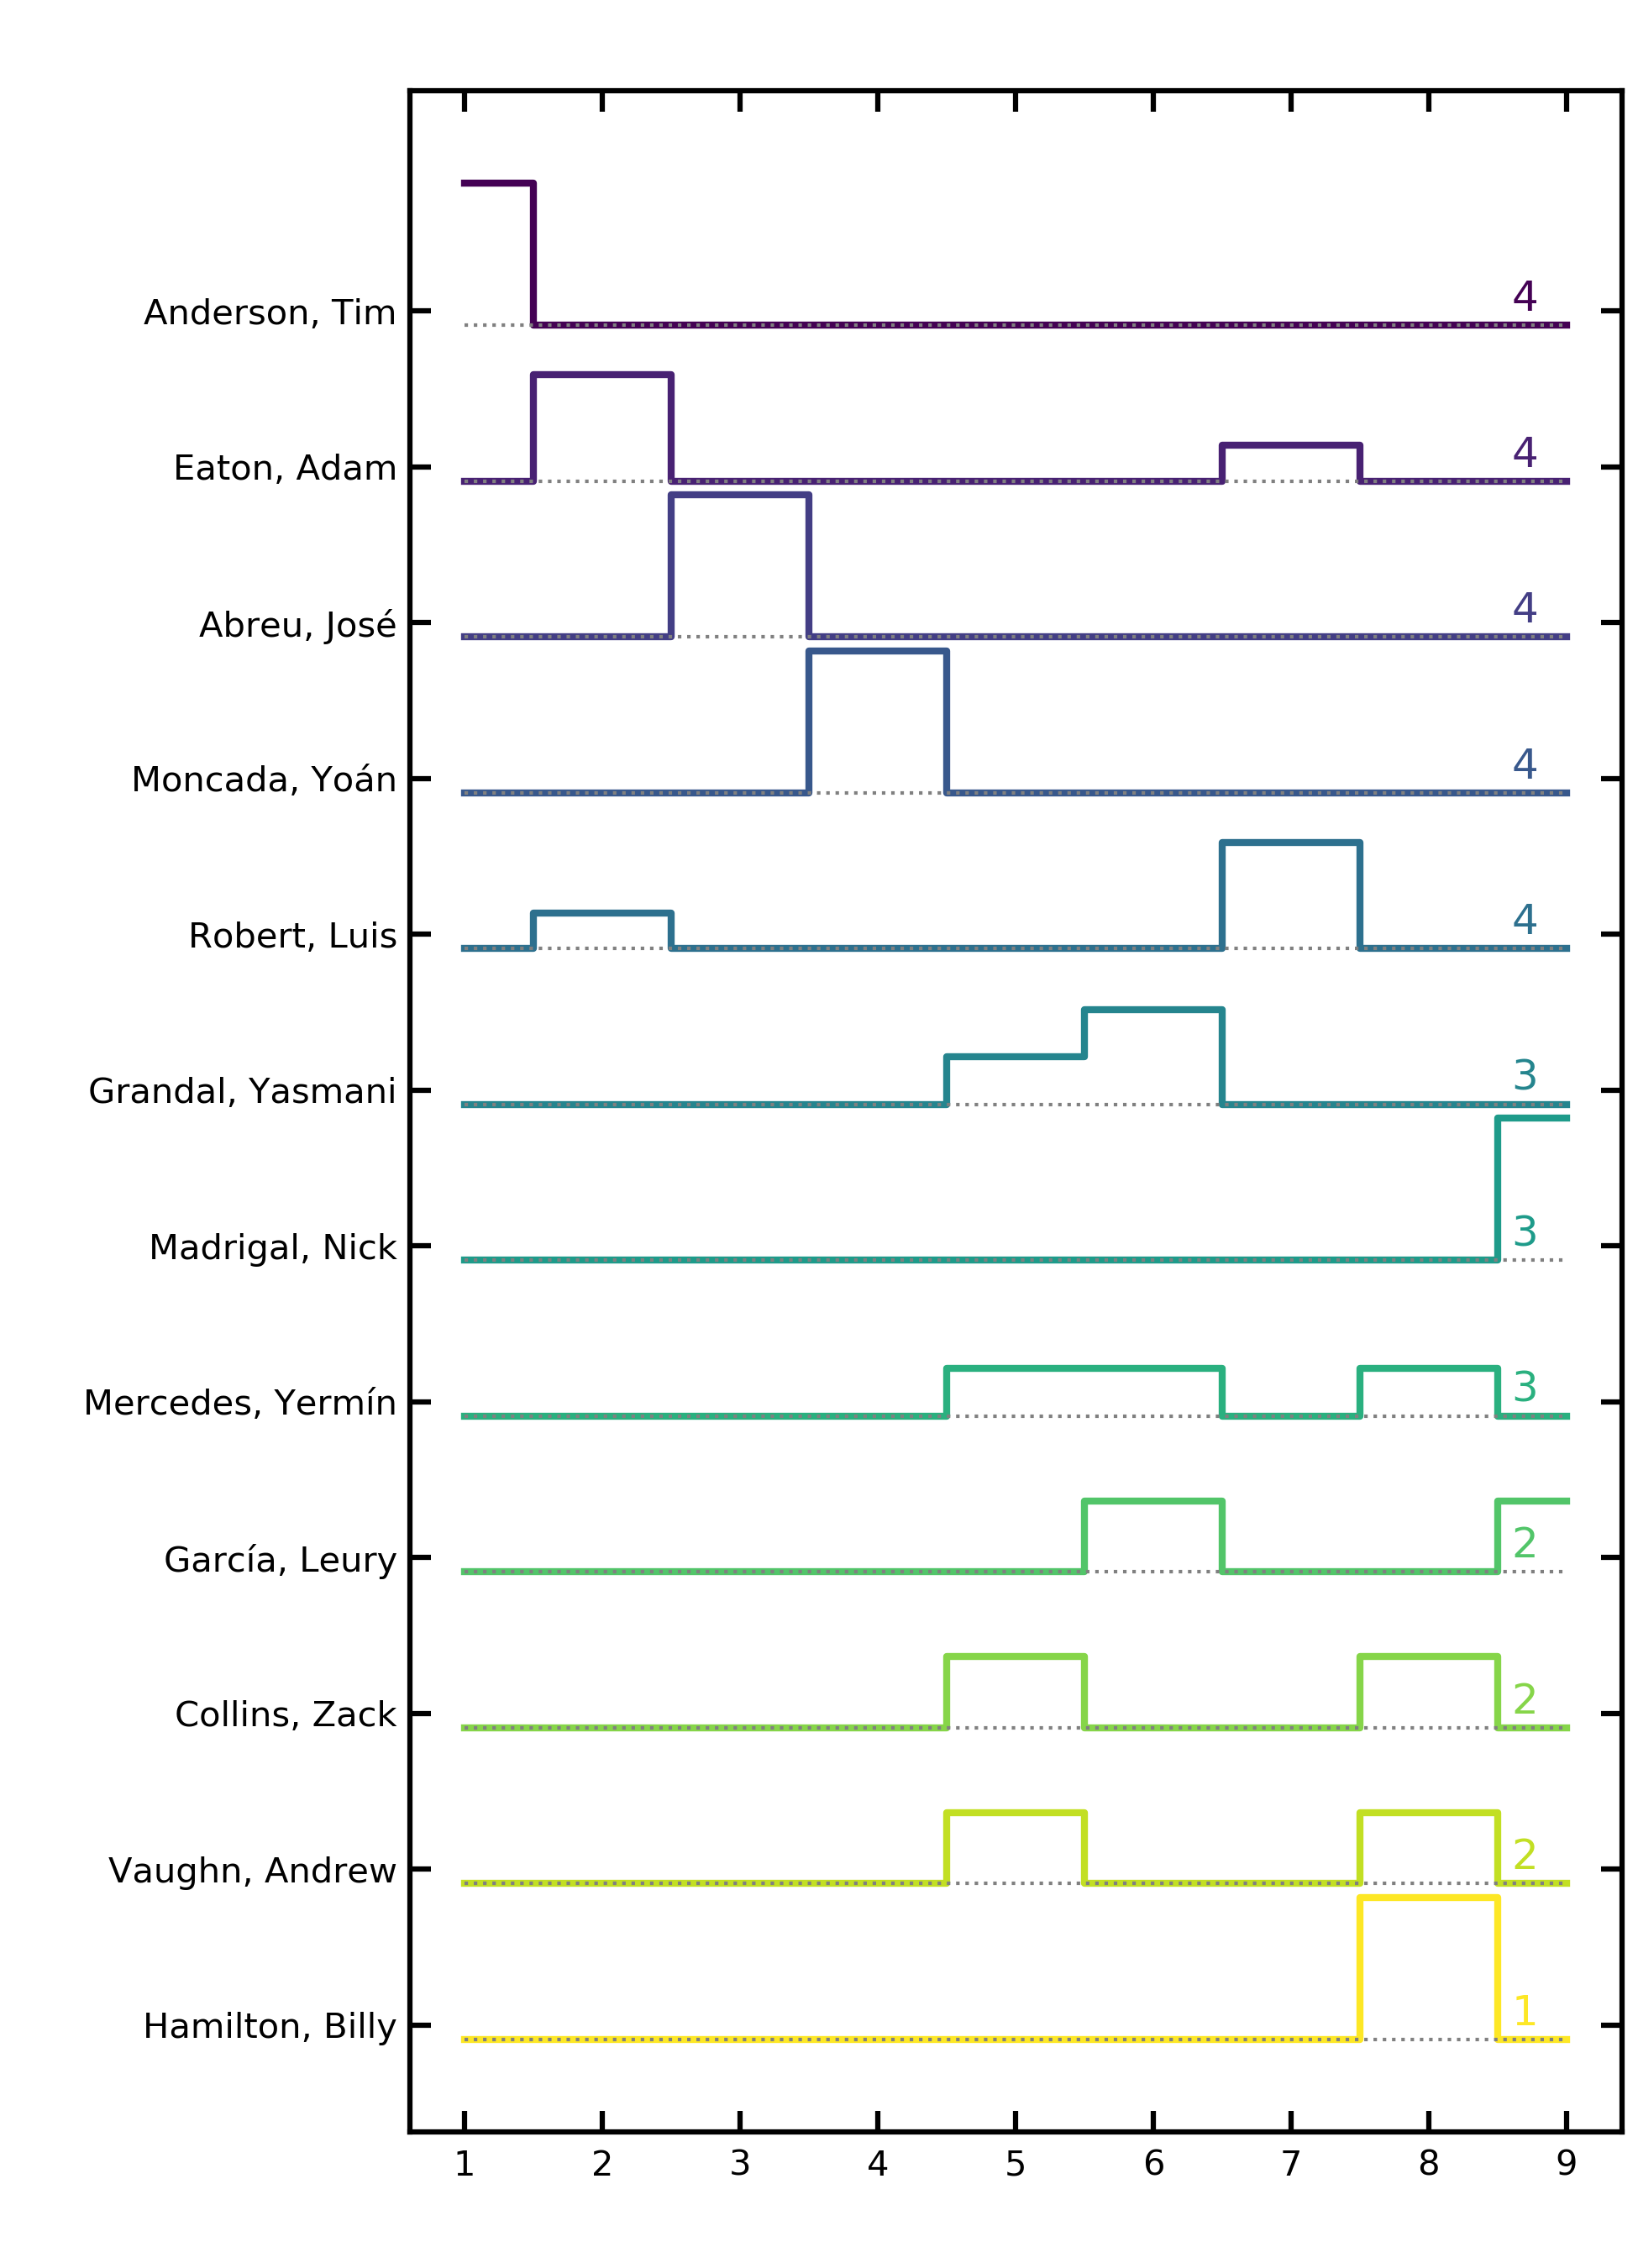 Anderson, Tim 4
Eaton, Adam 4
Abreu, José 4
Moncada, Yoán 4
Robert, Luis 4
Grandal, Yasmani 3
Madrigal, Nick 3
Mercedes, Yermín 3
García, Leury 2
Collins, Zack 2
Vaughn, Andrew 2
Hamilton, Billy 1
1 2 3 4 5 6 7 8 9